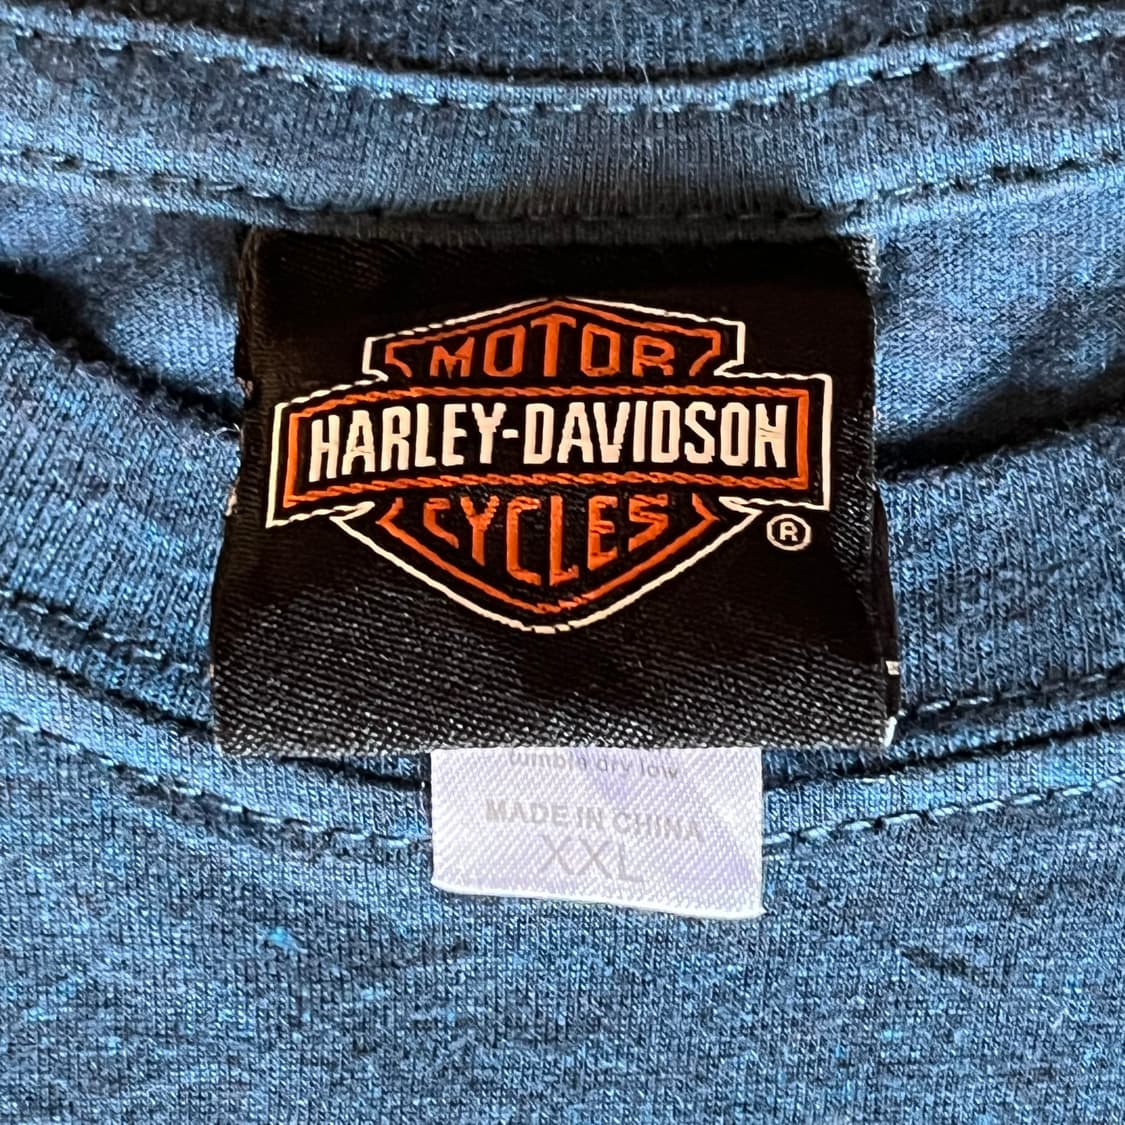 MOTOR
HARLEY-DAVIDSON
CYCLES
®
tumble dry low
MADE IN CHINA
XXL